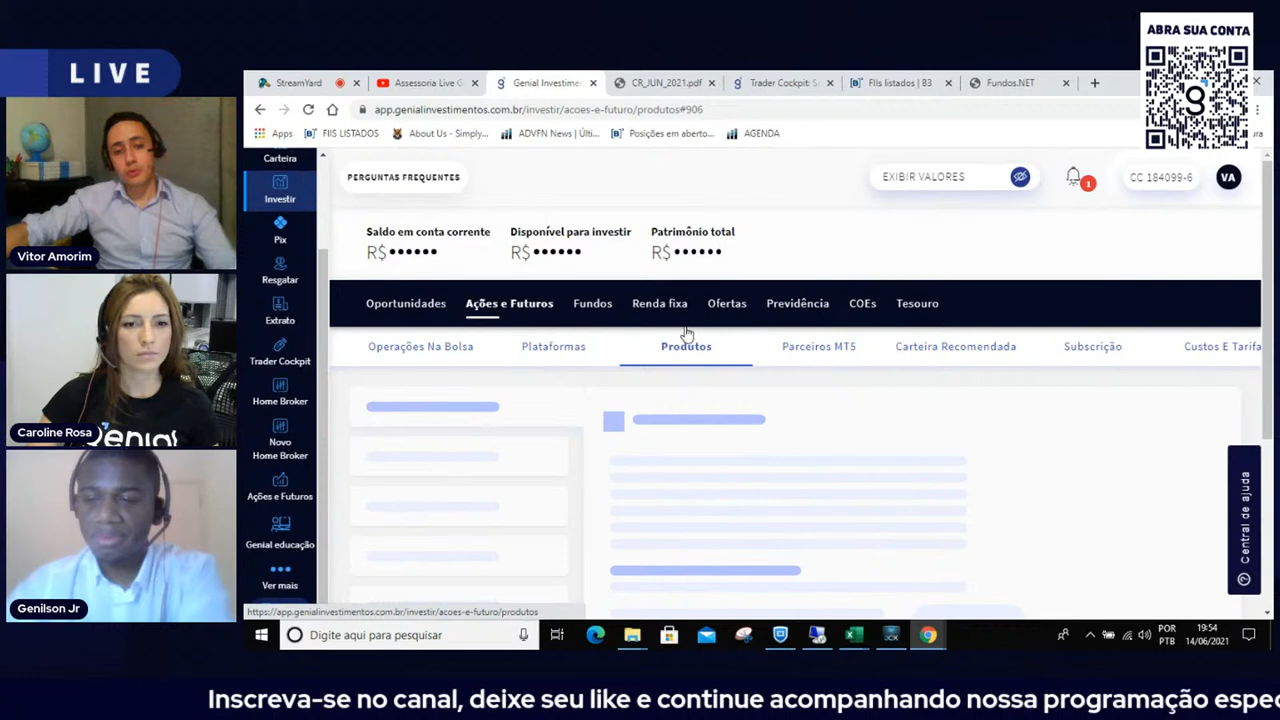 LIVE
ABRA SUA CONTA
StreamYard
Assessoria Live G
Genial Investime
CR_JUN_2021.pdf
Trader Cockpit: S
FIIs listados | B3
Fundos.NET
app.genialinvestimentos.com.br/investir/acoes-e-futuro/produtos#906
Apps
FIIS LISTADOS
About Us - Simply...
ADVFN News | Últi...
Posições em aberto...
AGENDA
Carteira
Investir
Pix
Resgatar
Extrato
Trader Cockpit
Home Broker
Novo
Home Broker
Ações e Futuros
Genial educação
Ver mais
PERGUNTAS FREQUENTES
EXIBIR VALORES
1
CC 184099-6
VA
Saldo em conta corrente
Disponível para investir
Patrimônio total
R$ ••••••
R$ ••••••
R$ ••••••
Oportunidades
Ações e Futuros
Fundos
Renda fixa
Ofertas
Previdência
COEs
Tesouro
Operações Na Bolsa
Plataformas
Produtos
Parceiros MT5
Carteira Recomendada
Subscrição
Custos E Tarifa
Central de ajuda
https://app.genialinvestimentos.com.br/investir/acoes-e-futuro/produtos
Digite aqui para pesquisar
POR
PTB
19:54
14/06/2021
Vitor Amorim
Caroline Rosa
Genilson Jr
Inscreva-se no canal, deixe seu like e continue acompanhando nossa programação espec